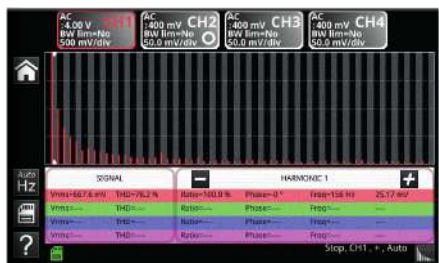 AC
:4.00 V CH1
BW lim=No
500 mV/div
AC
:400 mV CH2
BW lim=No
50.0 mV/div
AC
:400 mV CH3
BW lim=No
50.0 mV/div
AC
:400 mV CH4
BW lim=No
50.0 mV/div
Auto
Hz
?
SIGNAL
− HARMONIC 1 +
Vrms=667.6 mV THD=76.2 % Ratio=100.0 % Phase=-0 ° Freq=156 Hz 25.17 mV
Vrms=--- THD=--- Ratio=--- Phase=--- Freq=--- ---
Vrms=--- THD=--- Ratio=--- Phase=--- Freq=--- ---
Vrms=--- THD=--- Ratio=--- Phase=--- Freq=--- ---
Stop, CH1 , + , Auto